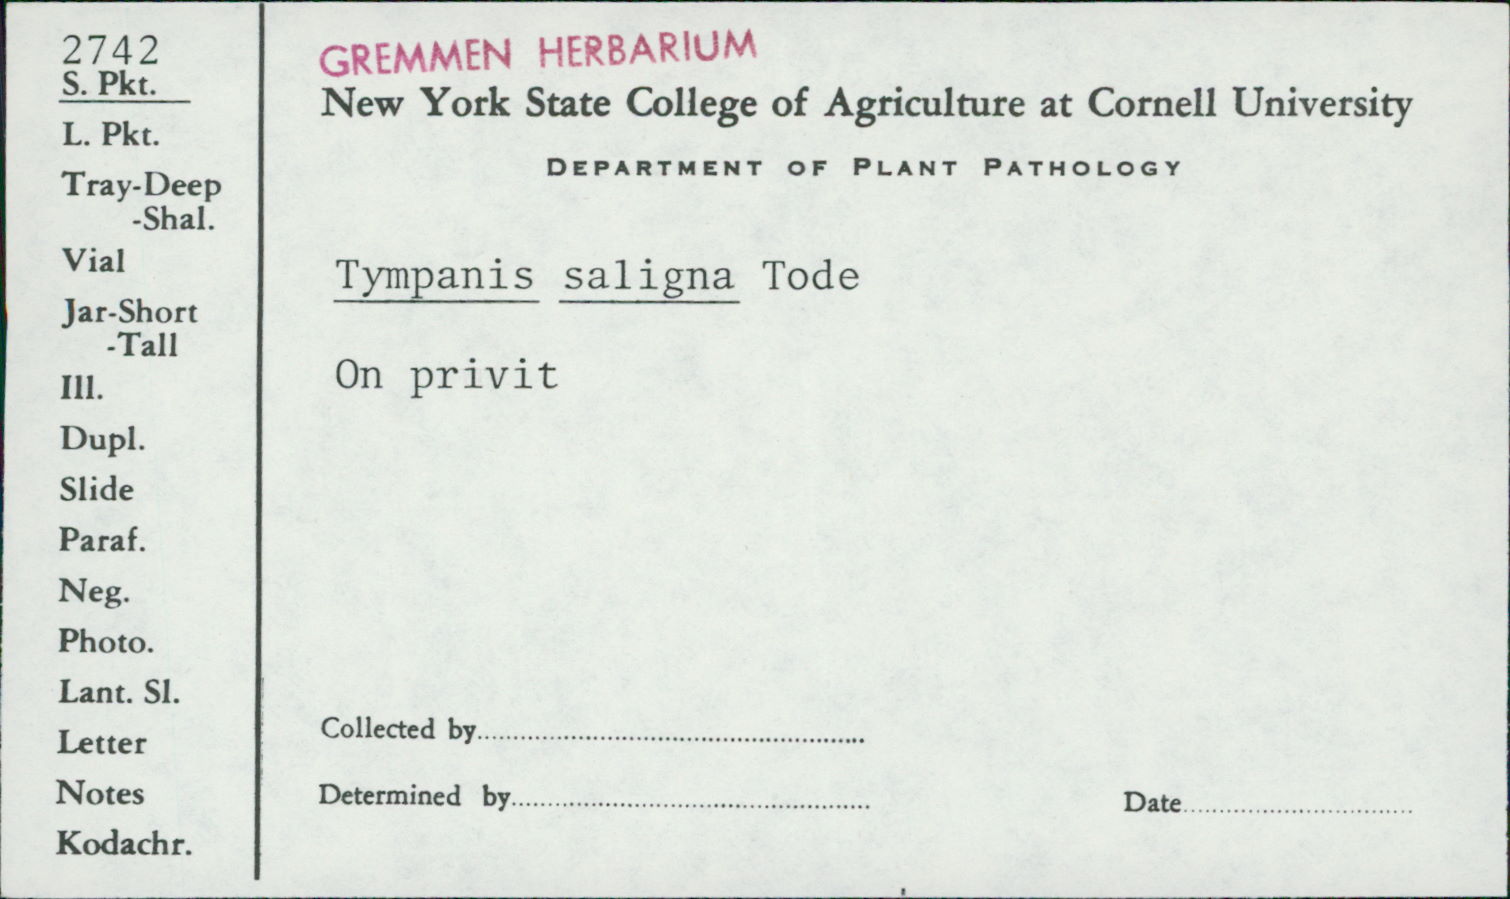 2742
S. Pkt.
L. Pkt.
Tray-Deep
-Shal.
Vial
Jar-Short
-Tall
Ill.
Dupl.
Slide
Paraf.
Neg.
Photo.
Lant. Sl.
Letter
Notes
Kodachr.
GREMMEN HERBARIUM
New York State College of Agriculture at Cornell University
DEPARTMENT OF PLANT PATHOLOGY
Tympanis saligna Tode
On privit
Collected by
Determined by
Date